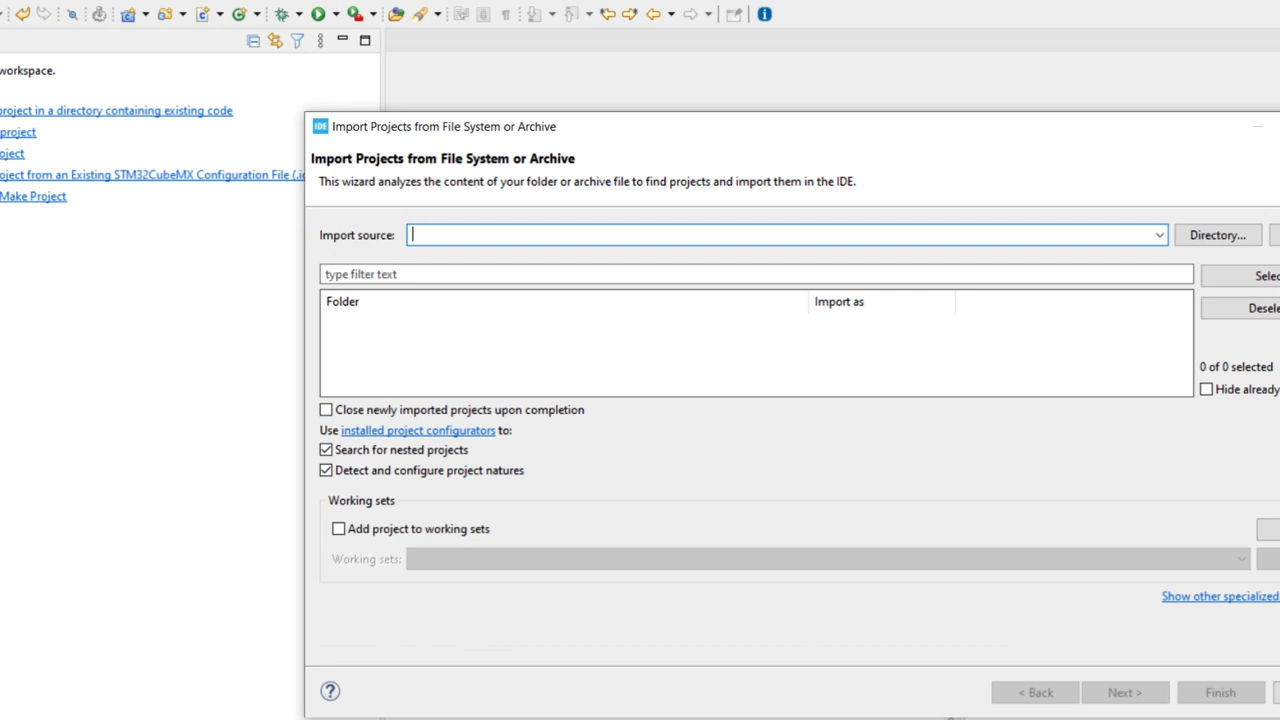 workspace.
project in a directory containing existing code
project
oject
oject from an Existing STM32CubeMX Configuration File (.i
Make Project
IDE Import Projects from File System or Archive
Import Projects from File System or Archive
This wizard analyzes the content of your folder or archive file to find projects and import them in the IDE.
Import source:
Directory...
type filter text
Selec
Folder
Import as
Desele
0 of 0 selected
Hide already
Close newly imported projects upon completion
Use installed project configurators to:
Search for nested projects
Detect and configure project natures
Working sets
Add project to working sets
Working sets:
Show other specialized
?
< Back
Next >
Finish